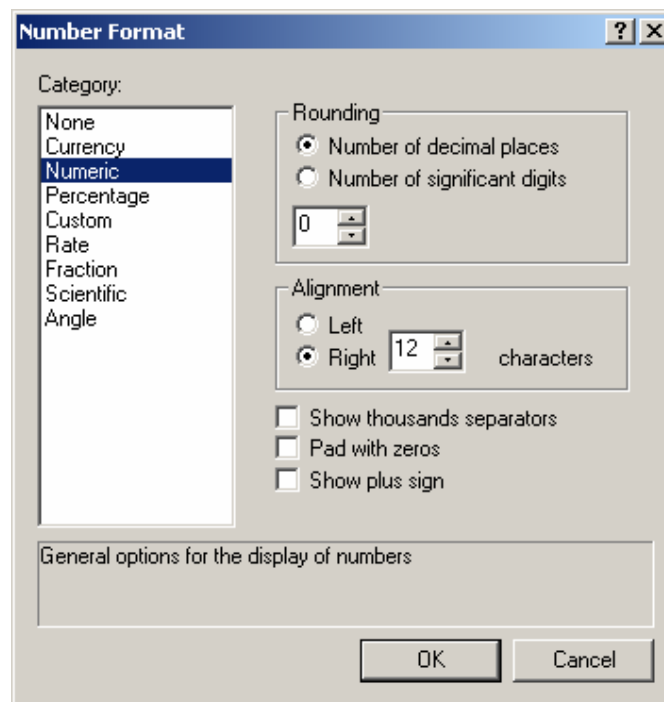 Number Format
Category:
None
Currency
Numeric
Percentage
Custom
Rate
Fraction
Scientific
Angle
Rounding
Number of decimal places
Number of significant digits
0
Alignment
Left
Right 12 characters
Show thousands separators
Pad with zeros
Show plus sign
General options for the display of numbers
OK Cancel